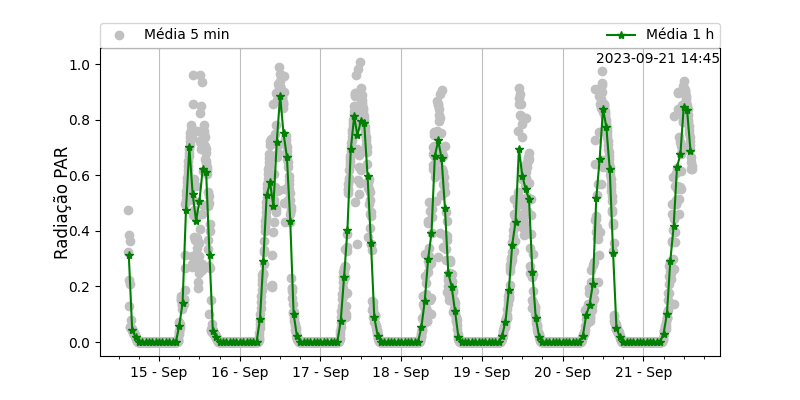 Média 5 min
Média 1 h
2023-09-21 14:45
Radiação PAR
1.0
0.8
0.6
0.4
0.2
0.0
15 - Sep
16 - Sep
17 - Sep
18 - Sep
19 - Sep
20 - Sep
21 - Sep